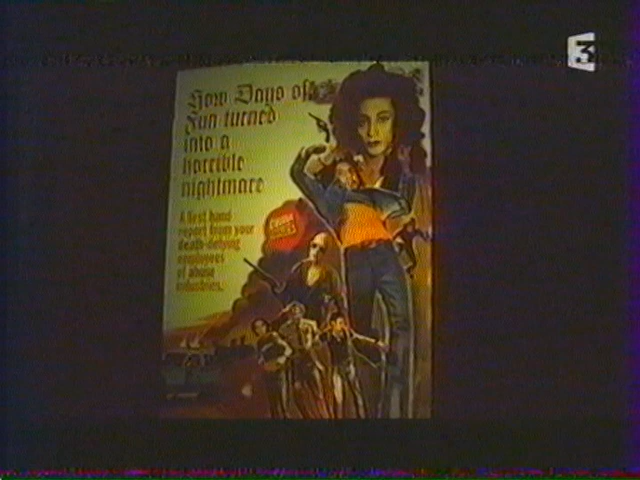 How Days of
Fun turned
into a
horrible
nightmare
A first hand
report from your
death-defying
employees
of abuse
industries.
3